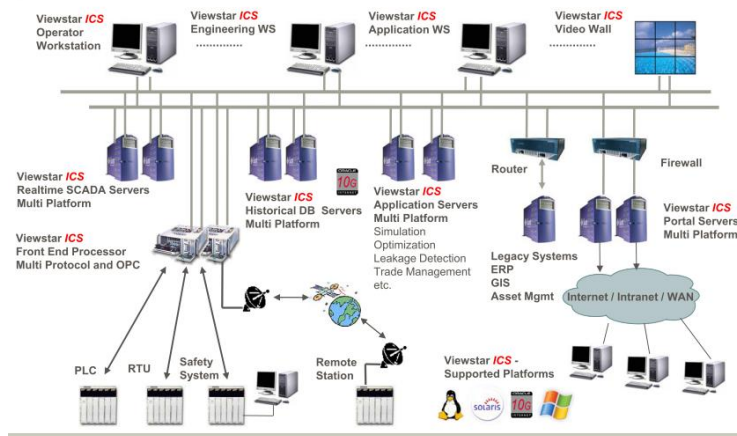 Viewstar ICS
Operator
Workstation
Viewstar ICS
Engineering WS
Viewstar ICS
Application WS
Viewstar ICS
Video Wall
Viewstar ICS
Realtime SCADA Servers
Multi Platform
Viewstar ICS
Historical DB Servers
Multi Platform
ORACLE
10G
Viewstar ICS
Application Servers
Multi Platform
Simulation
Optimization
Leakage Detection
Trade Management
etc.
Router
Firewall
Viewstar ICS
Portal Servers
Multi Platform
Viewstar ICS
Front End Processor
Multi Protocol and OPC
Legacy Systems
ERP
GIS
Asset Mgmt
Internet / Intranet / WAN
PLC
RTU
Safety
System
Remote
Station
Viewstar ICS -
Supported Platforms
solaris
10G